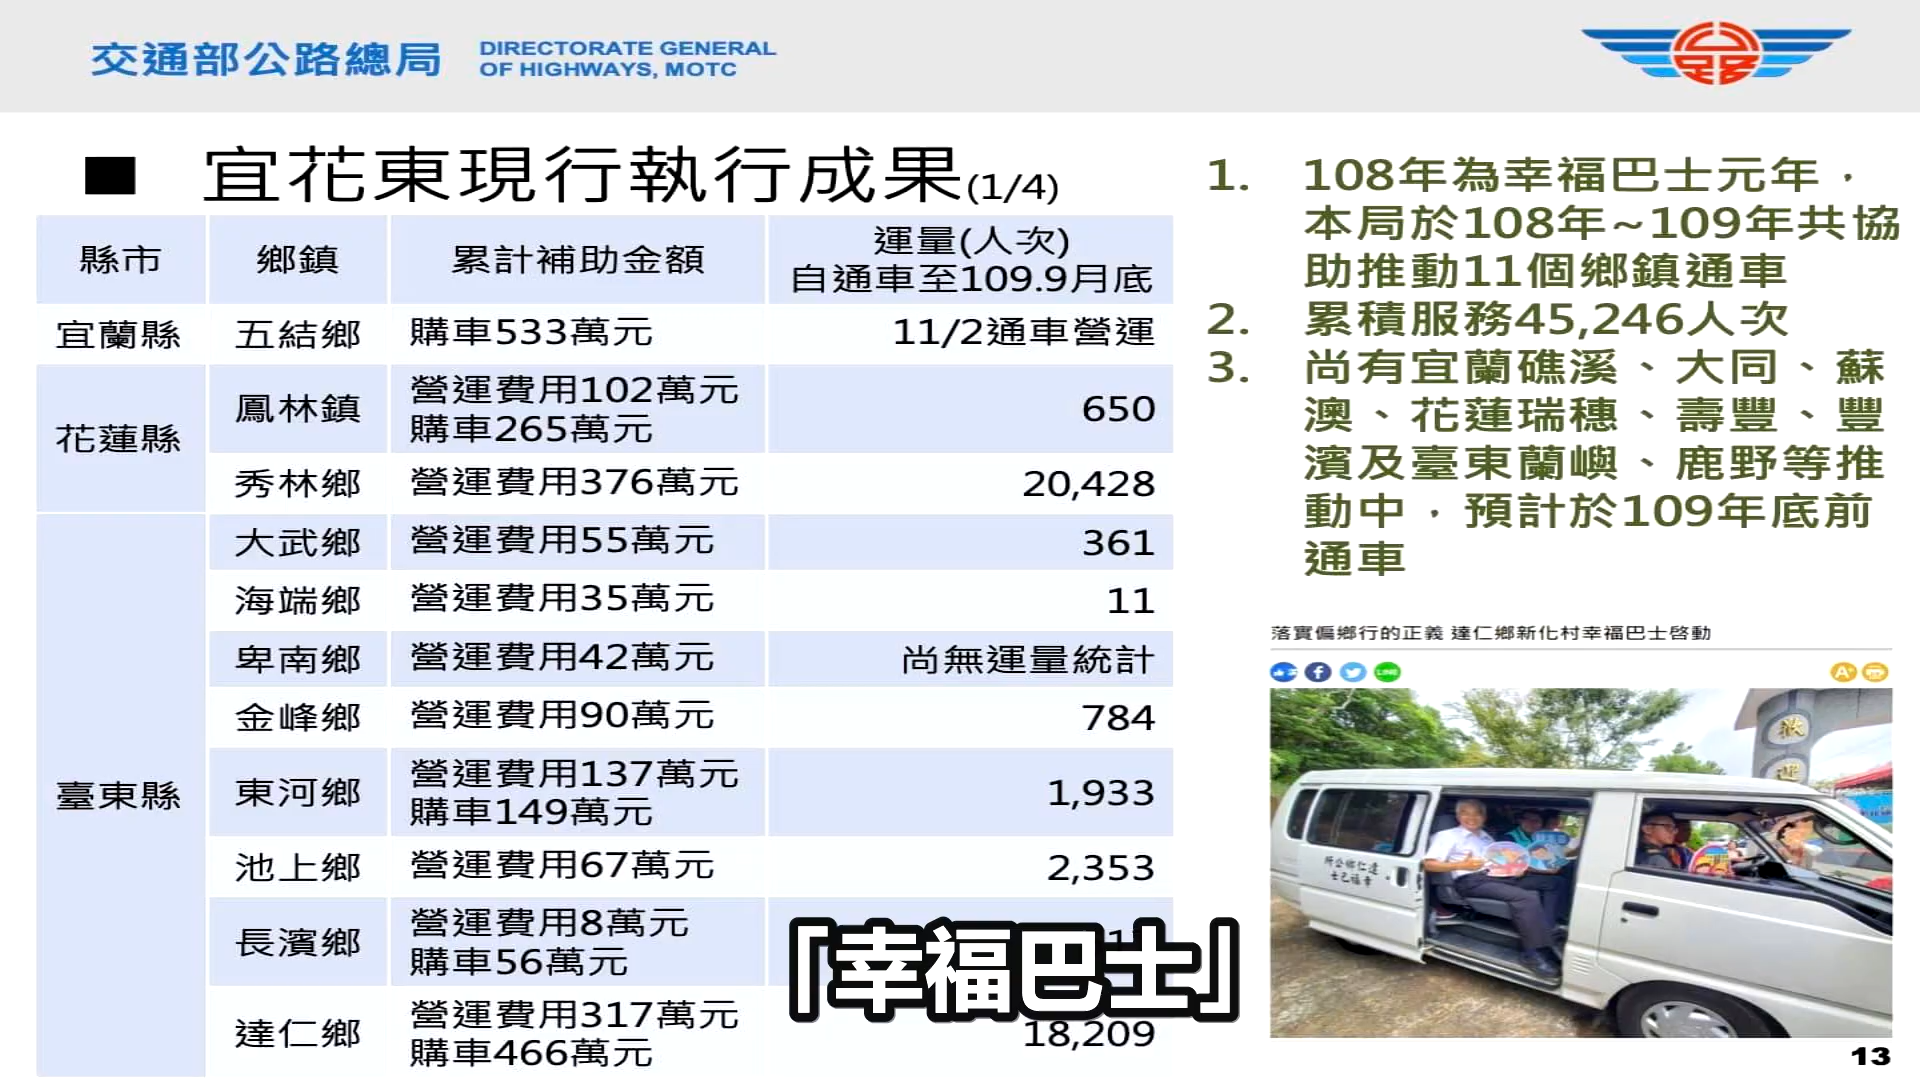 交通部公路總局
DIRECTORATE GENERAL
OF HIGHWAYS, MOTC
宜花東現行執行成果(1/4)
縣市 鄉鎮 累計補助金額 運量(人次)
自通車至109.9月底
宜蘭縣 五結鄉 購車533萬元 11/2通車營運
花蓮縣 鳳林鎮 營運費用102萬元
購車265萬元 650
秀林鄉 營運費用376萬元 20,428
臺東縣 大武鄉 營運費用55萬元 361
海端鄉 營運費用35萬元 11
卑南鄉 營運費用42萬元 尚無運量統計
金峰鄉 營運費用90萬元 784
東河鄉 營運費用137萬元
購車149萬元 1,933
池上鄉 營運費用67萬元 2,353
長濱鄉 營運費用8萬元
購車56萬元
達仁鄉 營運費用317萬元
購車466萬元 18,209
「幸福巴士」
1. 108年為幸福巴士元年，
本局於108年~109年共協
助推動11個鄉鎮通車
2. 累積服務45,246人次
3. 尚有宜蘭礁溪、大同、蘇
澳、花蓮瑞穗、壽豐、豐
濱及臺東蘭嶼、鹿野等推
動中，預計於109年底前
通車
落實偏鄉行的正義 達仁鄉新化村幸福巴士啓動
LINE
A+
歡迎
所公鄉仁達
士巴福幸
13